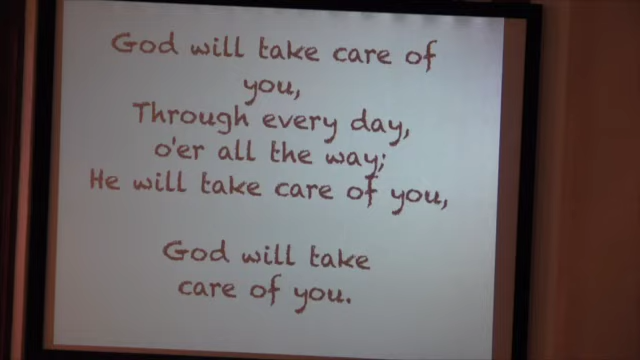 God will take care of
you,
Through every day,
o'er all the way;
He will take care of you,
God will take
care of you.